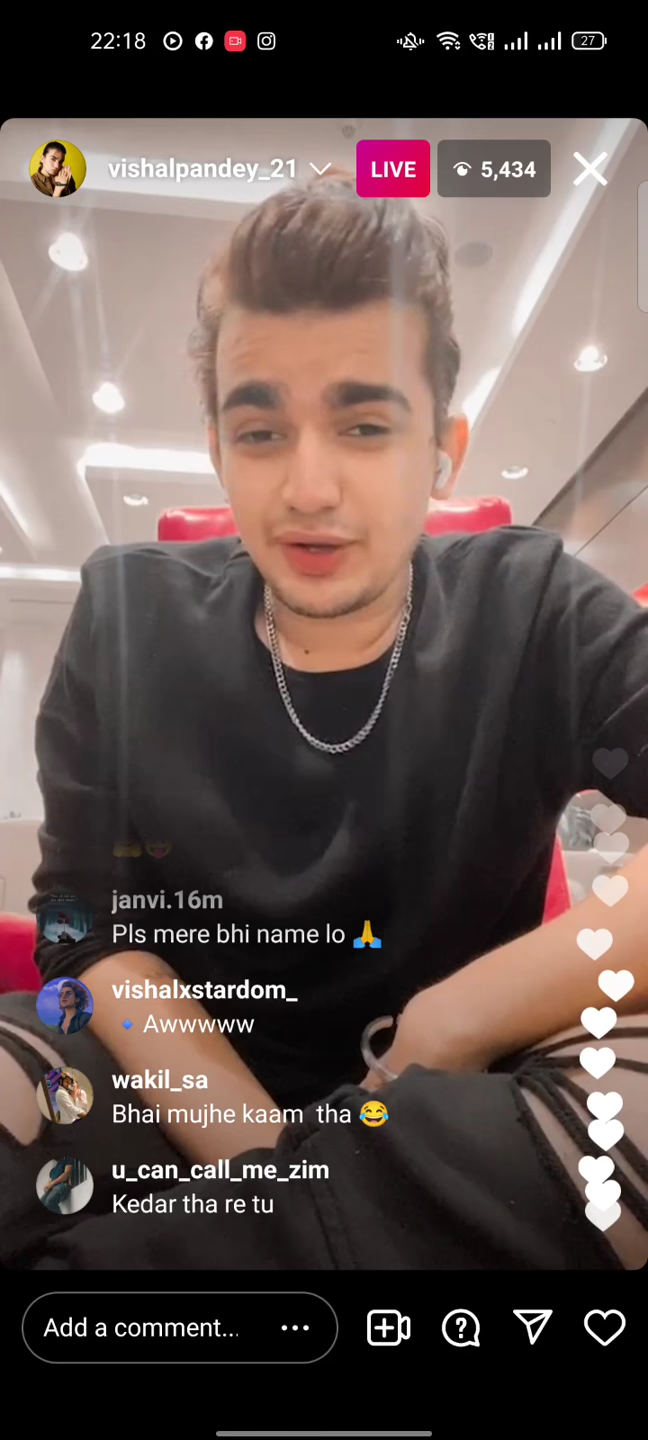 22:18
27
vishalpandey_21
LIVE
5,434
janvi.16m
Pls mere bhi name lo 🙏
vishalxstardom_
🔹 Awwwww
wakil_sa
Bhai mujhe kaam tha 😂
u_can_call_me_zim
Kedar tha re tu
Add a comment...